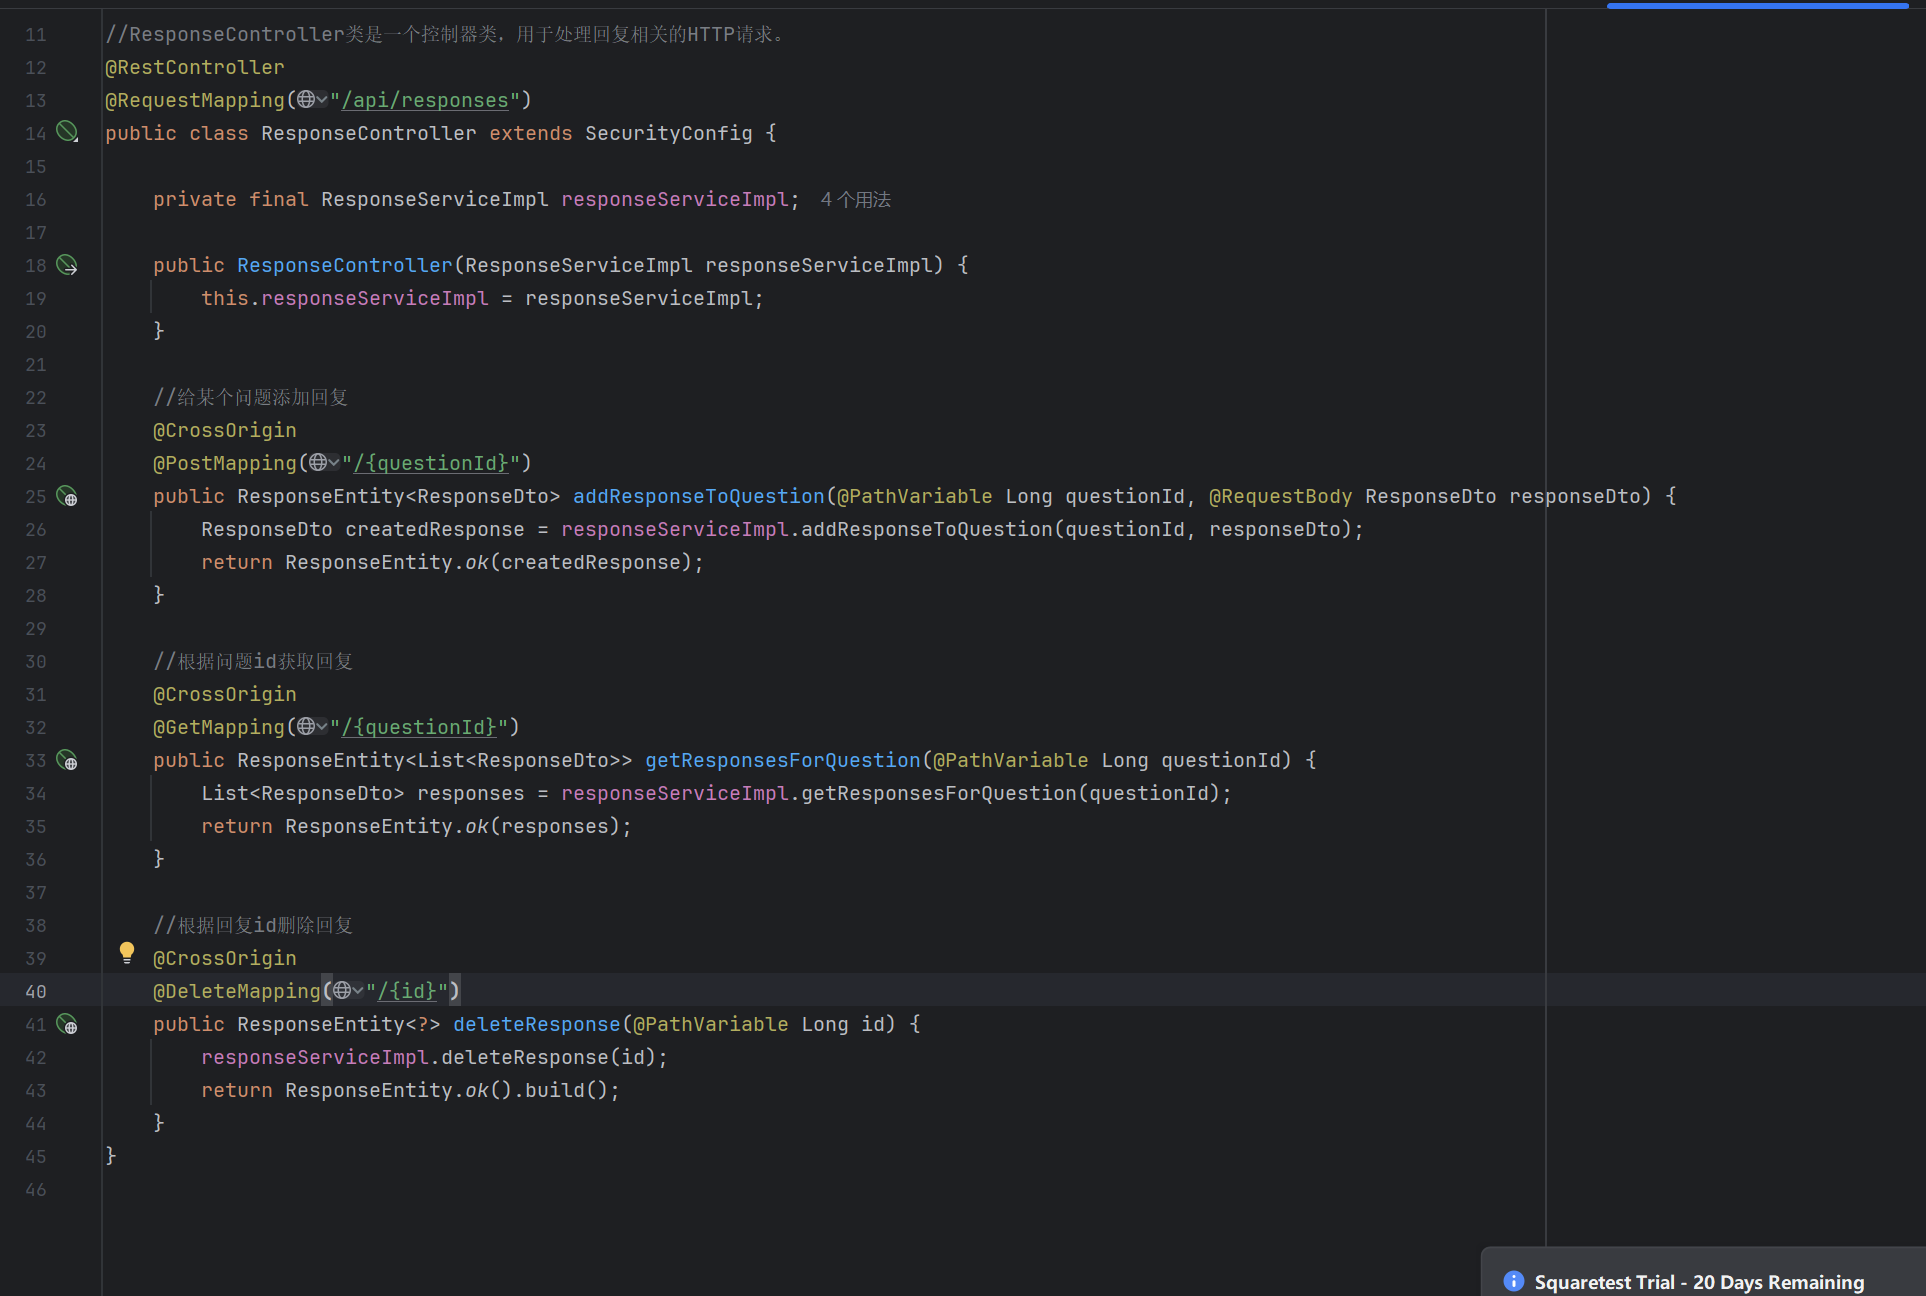 11 //ResponseController类是一个控制器类，用于处理回复相关的HTTP请求。
12 @RestController
13 @RequestMapping("/api/responses")
14 public class ResponseController extends SecurityConfig {
15
16 private final ResponseServiceImpl responseServiceImpl; 4个用法
17
18 public ResponseController(ResponseServiceImpl responseServiceImpl) {
19 this.responseServiceImpl = responseServiceImpl;
20 }
21
22 //给某个问题添加回复
23 @CrossOrigin
24 @PostMapping("/{questionId}")
25 public ResponseEntity<ResponseDto> addResponseToQuestion(@PathVariable Long questionId, @RequestBody ResponseDto responseDto) {
26 ResponseDto createdResponse = responseServiceImpl.addResponseToQuestion(questionId, responseDto);
27 return ResponseEntity.ok(createdResponse);
28 }
29
30 //根据问题id获取回复
31 @CrossOrigin
32 @GetMapping("/{questionId}")
33 public ResponseEntity<List<ResponseDto>> getResponsesForQuestion(@PathVariable Long questionId) {
34 List<ResponseDto> responses = responseServiceImpl.getResponsesForQuestion(questionId);
35 return ResponseEntity.ok(responses);
36 }
37
38 //根据回复id删除回复
39 @CrossOrigin
40 @DeleteMapping("/{id}")
41 public ResponseEntity<?> deleteResponse(@PathVariable Long id) {
42 responseServiceImpl.deleteResponse(id);
43 return ResponseEntity.ok().build();
44 }
45 }
46
Squaretest Trial - 20 Days Remaining